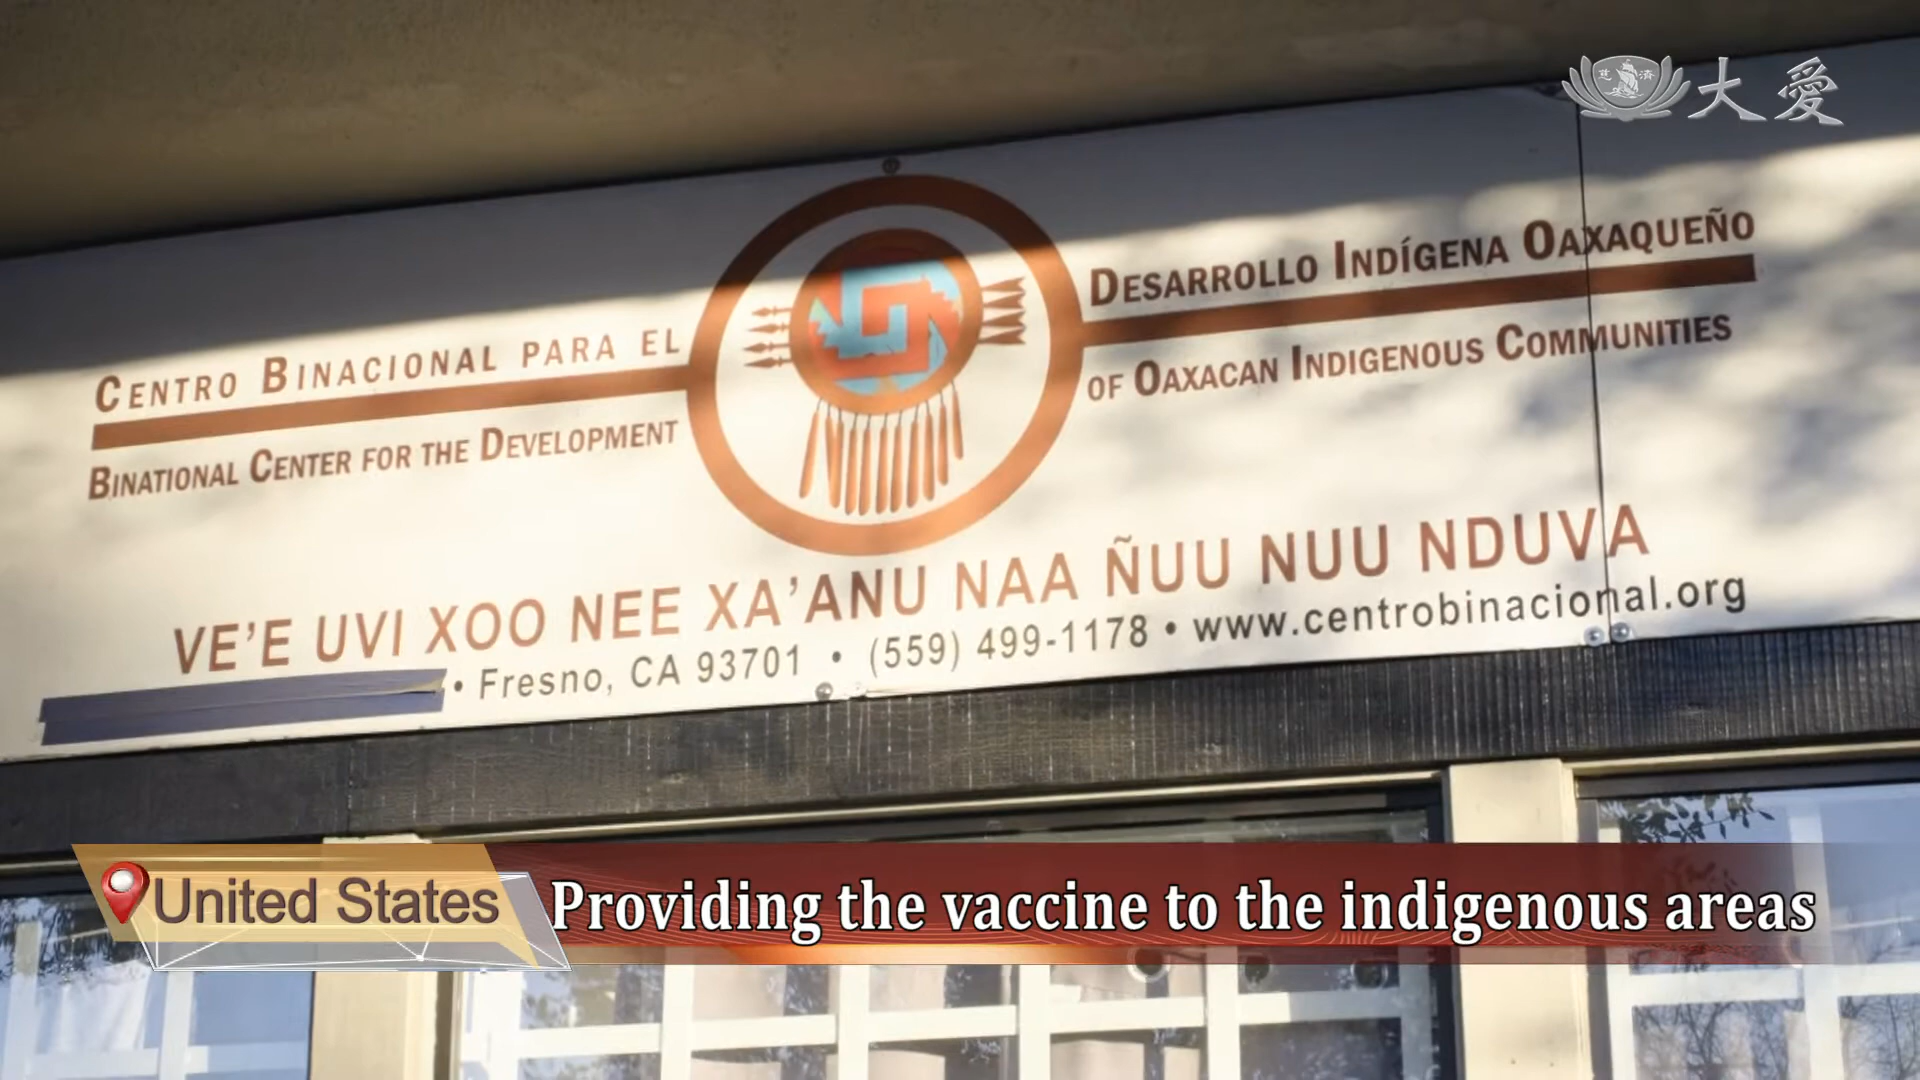 慈濟 大愛
CENTRO BINACIONAL PARA EL
DESARROLLO INDÍGENA OAXAQUEÑO
BINATIONAL CENTER FOR THE DEVELOPMENT
OF OAXACAN INDIGENOUS COMMUNITIES
VE'E UVI XOO NEE XA'ANU NAA ÑUU NUU NDUVA
• Fresno, CA 93701 • (559) 499-1178 • www.centrobinacional.org
United States
Providing the vaccine to the indigenous areas